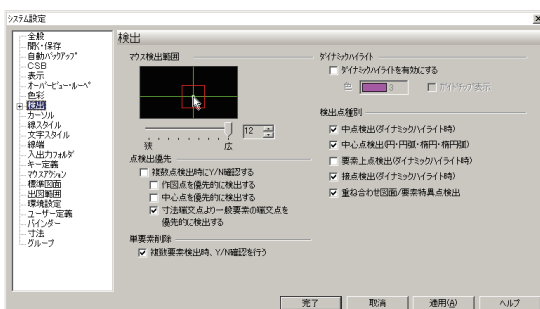 システム設定
全般
開く・保存
自動バックアップ
CSB
表示
オーバービュー・ルーペ
色彩
検出
カーソル
線スタイル
文字スタイル
線端
入出力フォルダ
キー定義
マウスアクション
標準図面
出図範囲
環境設定
ユーザー定義
バインダー
寸法
グループ
検出
マウス検出範囲
狭 広 12
点検出優先
複数点検出時にY/N確認する
作図点を優先的に検出する
中心点を優先的に検出する
寸法端交点より一般要素の端交点を
優先的に検出する
単要素削除
複数要素検出時、Y/N確認を行う
ダイナミックハイライト
ダイナミックハイライトを有効にする
色 3 ガイドチップ表示
検出点種別
中点検出(ダイナミックハイライト時)
中心点検出(円・円弧・楕円・楕円弧)
要素上点検出(ダイナミックハイライト時)
接点検出(ダイナミックハイライト時)
重ね合わせ図面/要素特異点検出
完了 取消 適用(A) ヘルプ